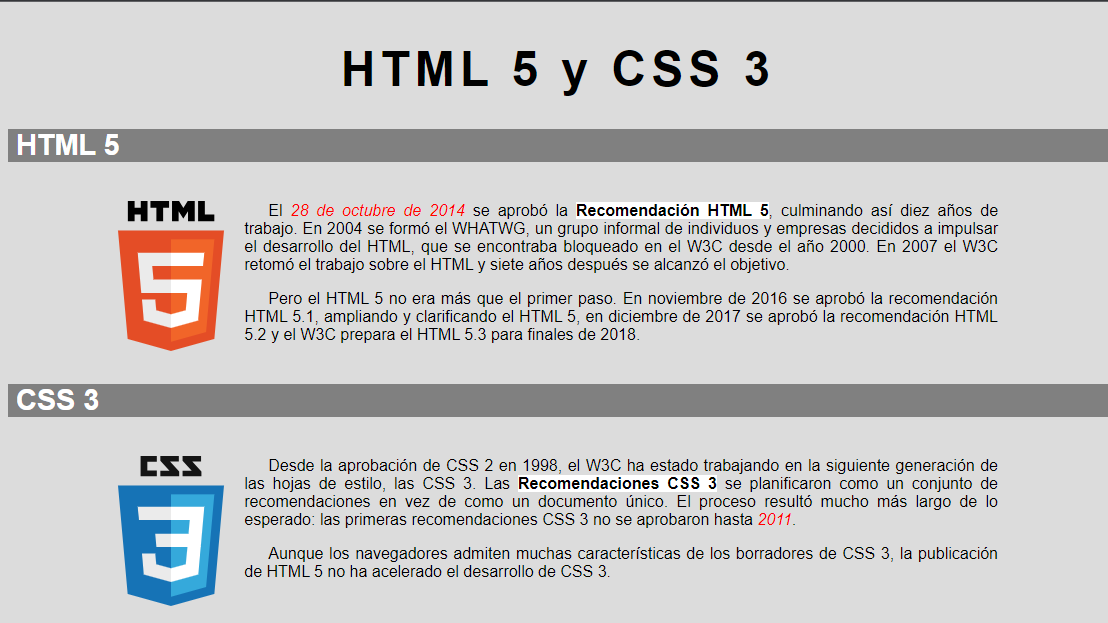 HTML 5 y CSS 3
HTML 5
HTML
5
El 28 de octubre de 2014 se aprobó la Recomendación HTML 5, culminando así diez años de
trabajo. En 2004 se formó el WHATWG, un grupo informal de individuos y empresas decididos a impulsar
el desarrollo del HTML, que se encontraba bloqueado en el W3C desde el año 2000. En 2007 el W3C
retomó el trabajo sobre el HTML y siete años después se alcanzó el objetivo.
Pero el HTML 5 no era más que el primer paso. En noviembre de 2016 se aprobó la recomendación
HTML 5.1, ampliando y clarificando el HTML 5, en diciembre de 2017 se aprobó la recomendación HTML
5.2 y el W3C prepara el HTML 5.3 para finales de 2018.
CSS 3
CSS
3
Desde la aprobación de CSS 2 en 1998, el W3C ha estado trabajando en la siguiente generación de
las hojas de estilo, las CSS 3. Las Recomendaciones CSS 3 se planificaron como un conjunto de
recomendaciones en vez de como un documento único. El proceso resultó mucho más largo de lo
esperado: las primeras recomendaciones CSS 3 no se aprobaron hasta 2011.
Aunque los navegadores admiten muchas características de los borradores de CSS 3, la publicación
de HTML 5 no ha acelerado el desarrollo de CSS 3.